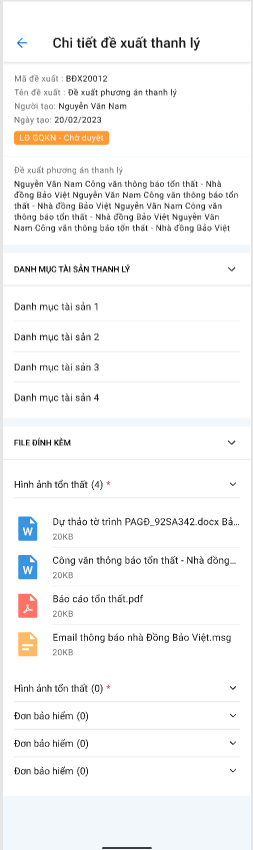 Chi tiết đề xuất thanh lý
Mã đề xuất : BĐX20012
Tên đề xuất : Đề xuất phương án thanh lý
Người tạo: Nguyễn Văn Nam
Ngày tạo: 20/02/2023
LĐ GQKN - Chờ duyệt
Đề xuất phương án thanh lý
Nguyễn Văn Nam Công văn thông báo tổn thất - Nhà
đồng Bảo Việt Nguyễn Văn Nam Công văn thông báo tổn
thất - Nhà đồng Bảo Việt Nguyễn Văn Nam Công văn
thông báo tổn thất - Nhà đồng Bảo Việt Nguyễn Văn
Nam Công văn thông báo tổn thất - Nhà đồng Bảo Việt
DANH MỤC TÀI SẢN THANH LÝ
Danh mục tài sản 1
Danh mục tài sản 2
Danh mục tài sản 3
Danh mục tài sản 4
FILE ĐÍNH KÈM
Hình ảnh tổn thất (4) *
W Dự thảo tờ trình PAGĐ_92SA342.docx Bả...
20KB
W Công văn thông báo tổn thất - Nhà đồng...
20KB
Báo cáo tổn thất.pdf
20KB
Email thông báo nhà Đồng Bảo Việt.msg
20KB
Hình ảnh tổn thất (0) *
Đơn bảo hiểm (0)
Đơn bảo hiểm (0)
Đơn bảo hiểm (0)